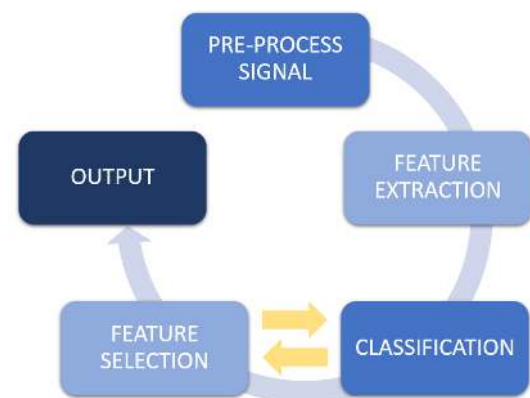 PRE-PROCESS
SIGNAL
FEATURE
EXTRACTION
CLASSIFICATION
FEATURE
SELECTION
OUTPUT